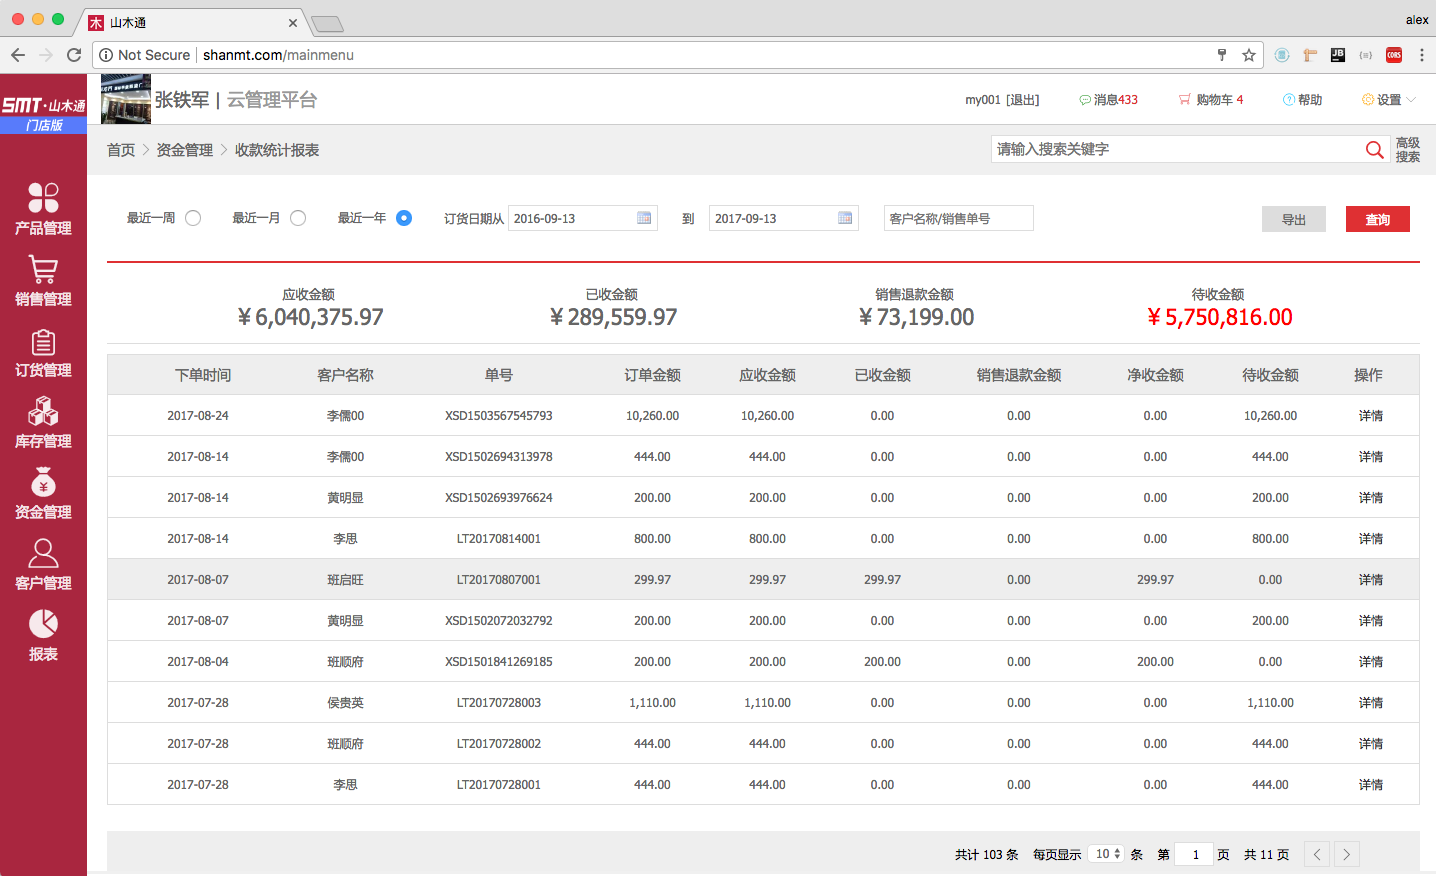 山木通
alex
Not Secure
shanmt.com/mainmenu
SMT·山木通
门店版
张铁军 | 云管理平台
my001 [退出]
消息433
购物车 4
帮助
设置
首页 > 资金管理 > 收款统计报表
请输入搜索关键字
高级
搜索
产品管理
销售管理
订货管理
库存管理
资金管理
客户管理
报表
最近一周
最近一月
最近一年
订货日期从 2016-09-13 到 2017-09-13
客户名称/销售单号
导出
查询
应收金额 已收金额 销售退款金额 待收金额
¥6,040,375.97 ¥289,559.97 ¥73,199.00 ¥5,750,816.00
下单时间 客户名称 单号 订单金额 应收金额 已收金额 销售退款金额 净收金额 待收金额 操作
2017-08-24 李儒00 XSD1503567545793 10,260.00 10,260.00 0.00 0.00 0.00 10,260.00 详情
2017-08-14 李儒00 XSD1502694313978 444.00 444.00 0.00 0.00 0.00 444.00 详情
2017-08-14 黄明显 XSD1502693976624 200.00 200.00 0.00 0.00 0.00 200.00 详情
2017-08-14 李思 LT20170814001 800.00 800.00 0.00 0.00 0.00 800.00 详情
2017-08-07 班启旺 LT20170807001 299.97 299.97 299.97 0.00 299.97 0.00 详情
2017-08-07 黄明显 XSD1502072032792 200.00 200.00 0.00 0.00 0.00 200.00 详情
2017-08-04 班顺府 XSD1501841269185 200.00 200.00 200.00 0.00 200.00 0.00 详情
2017-07-28 侯贵英 LT20170728003 1,110.00 1,110.00 0.00 0.00 0.00 1,110.00 详情
2017-07-28 班顺府 LT20170728002 444.00 444.00 0.00 0.00 0.00 444.00 详情
2017-07-28 李思 LT20170728001 444.00 444.00 0.00 0.00 0.00 444.00 详情
共计 103 条 每页显示 10 条 第 1 页 共 11 页